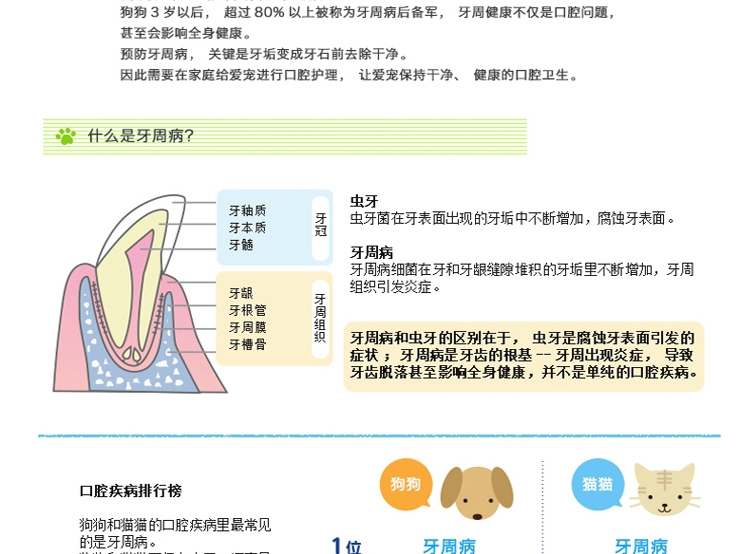 狗狗 3 岁以后， 超过 80% 以上被称为牙周病后备军， 牙周健康不仅是口腔问题，
甚至会影响全身健康。
预防牙周病， 关键是牙垢变成牙石前去除干净。
因此需要在家庭给爱宠进行口腔护理， 让爱宠保持干净、 健康的口腔卫生。
什么是牙周病？
牙釉质
牙本质
牙髓
牙冠
牙龈
牙根管
牙周膜
牙槽骨
牙周组织
虫牙
虫牙菌在牙表面出现的牙垢中不断增加，腐蚀牙表面。
牙周病
牙周病细菌在牙和牙龈缝隙堆积的牙垢里不断增加，牙周
组织引发炎症。
牙周病和虫牙的区别在于， 虫牙是腐蚀牙表面引发的
症状 ；牙周病是牙齿的根基 -- 牙周出现炎症， 导致
牙齿脱落甚至影响全身健康，并不是单纯的口腔疾病。
口腔疾病排行榜
狗狗和猫猫的口腔疾病里最常见
的是牙周病。
狗狗
猫猫
1位
牙周病
牙周病